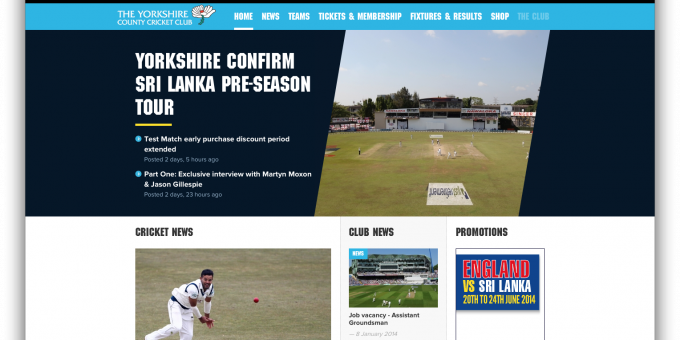 THE YORKSHIRE
COUNTY CRICKET CLUB
HOME NEWS TEAMS TICKETS & MEMBERSHIP FIXTURES & RESULTS SHOP THE CLUB
YORKSHIRE CONFIRM
SRI LANKA PRE-SEASON
TOUR
Test Match early purchase discount period
extended
Posted 2 days, 5 hours ago
Part One: Exclusive interview with Martyn Moxon
& Jason Gillespie
Posted 2 days, 23 hours ago
SINGER
CRICKET NEWS
CLUB NEWS
NEWS
Job vacancy - Assistant
Groundsman
— 8 January 2014
PROMOTIONS
ENGLAND
VS SRI LANKA
20TH TO 24TH JUNE 2014